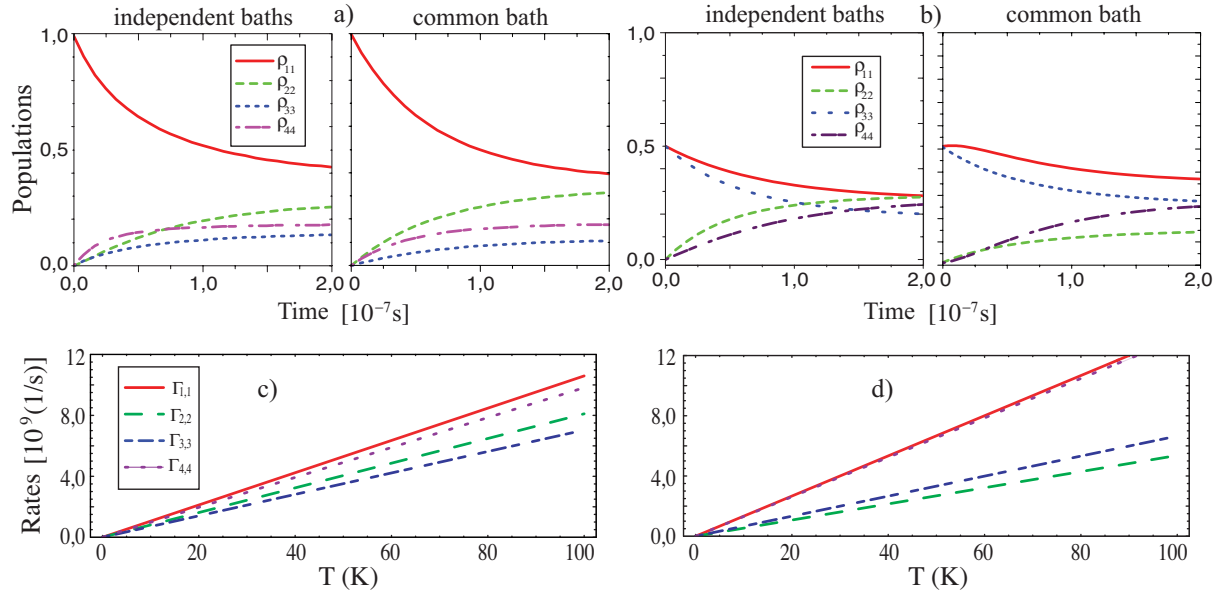 independent baths a) common bath independent baths b) common bath
1,0 1,0
ρ11 ρ11
ρ22 ρ22
ρ33 ρ33
ρ44 ρ44
Populations
0,5 0,5
0,0 0,0
0,0 1,0 2,0 0,0 1,0 2,0 0,0 1,0 2,0 0,0 1,0 2,0
Time [10⁻⁷s] Time [10⁻⁷s]
12 12
Γ1,1 c) d)
Γ2,2
Γ3,3
Γ4,4
Rates [10⁹(1/s)]
8.0 8.0
4.0 4.0
0,0 0,0
0 20 40 60 80 100 0 20 40 60 80 100
T (K) T (K)